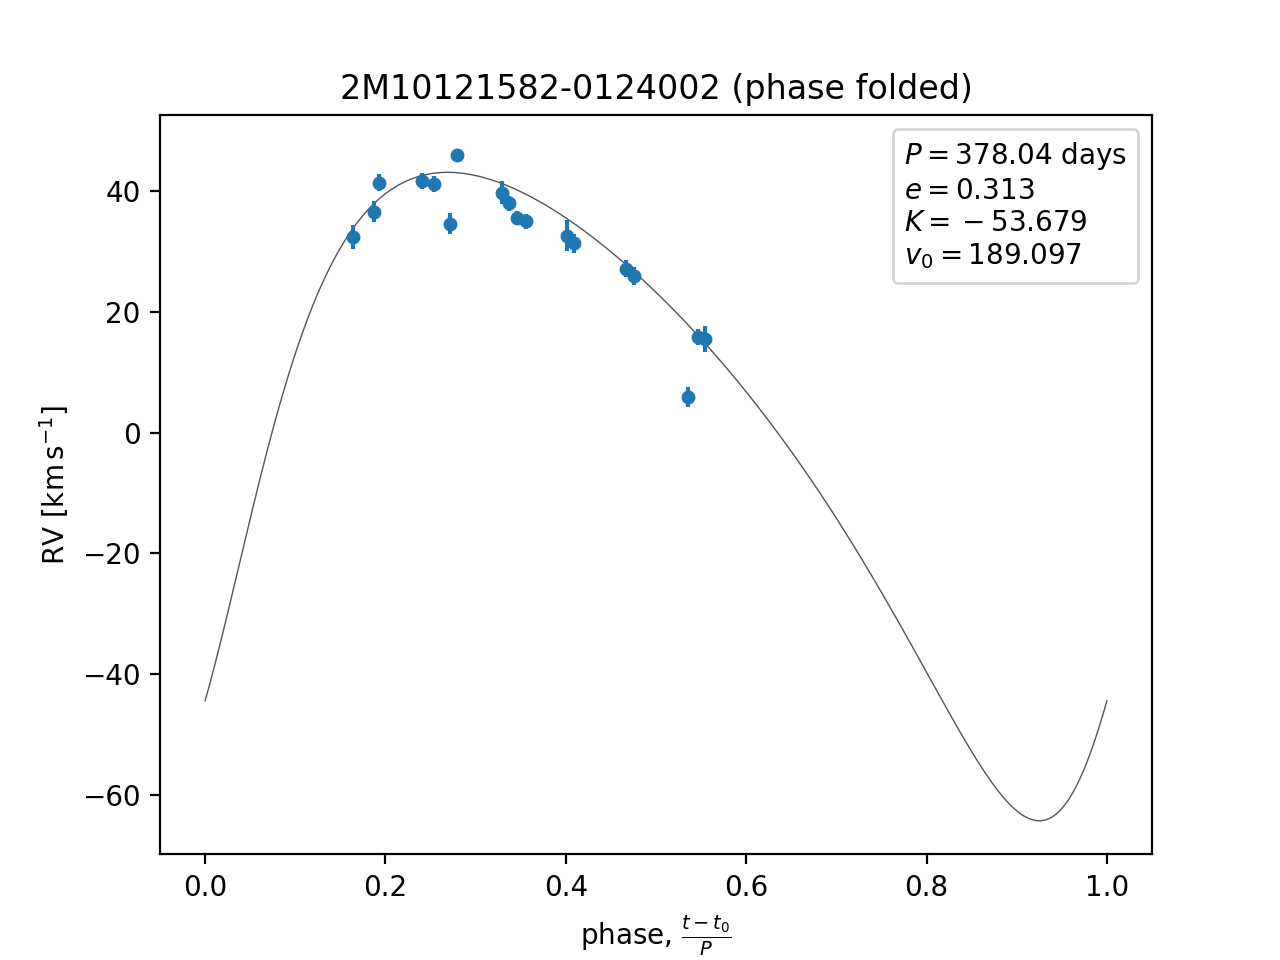 2M10121582-0124002 (phase folded)
P = 378.04 days
e = 0.313
K = −53.679
v₀ = 189.097
40
20
0
−20
−40
−60
RV [km s⁻¹]
0.0 0.2 0.4 0.6 0.8 1.0
phase, (t − t₀)/P